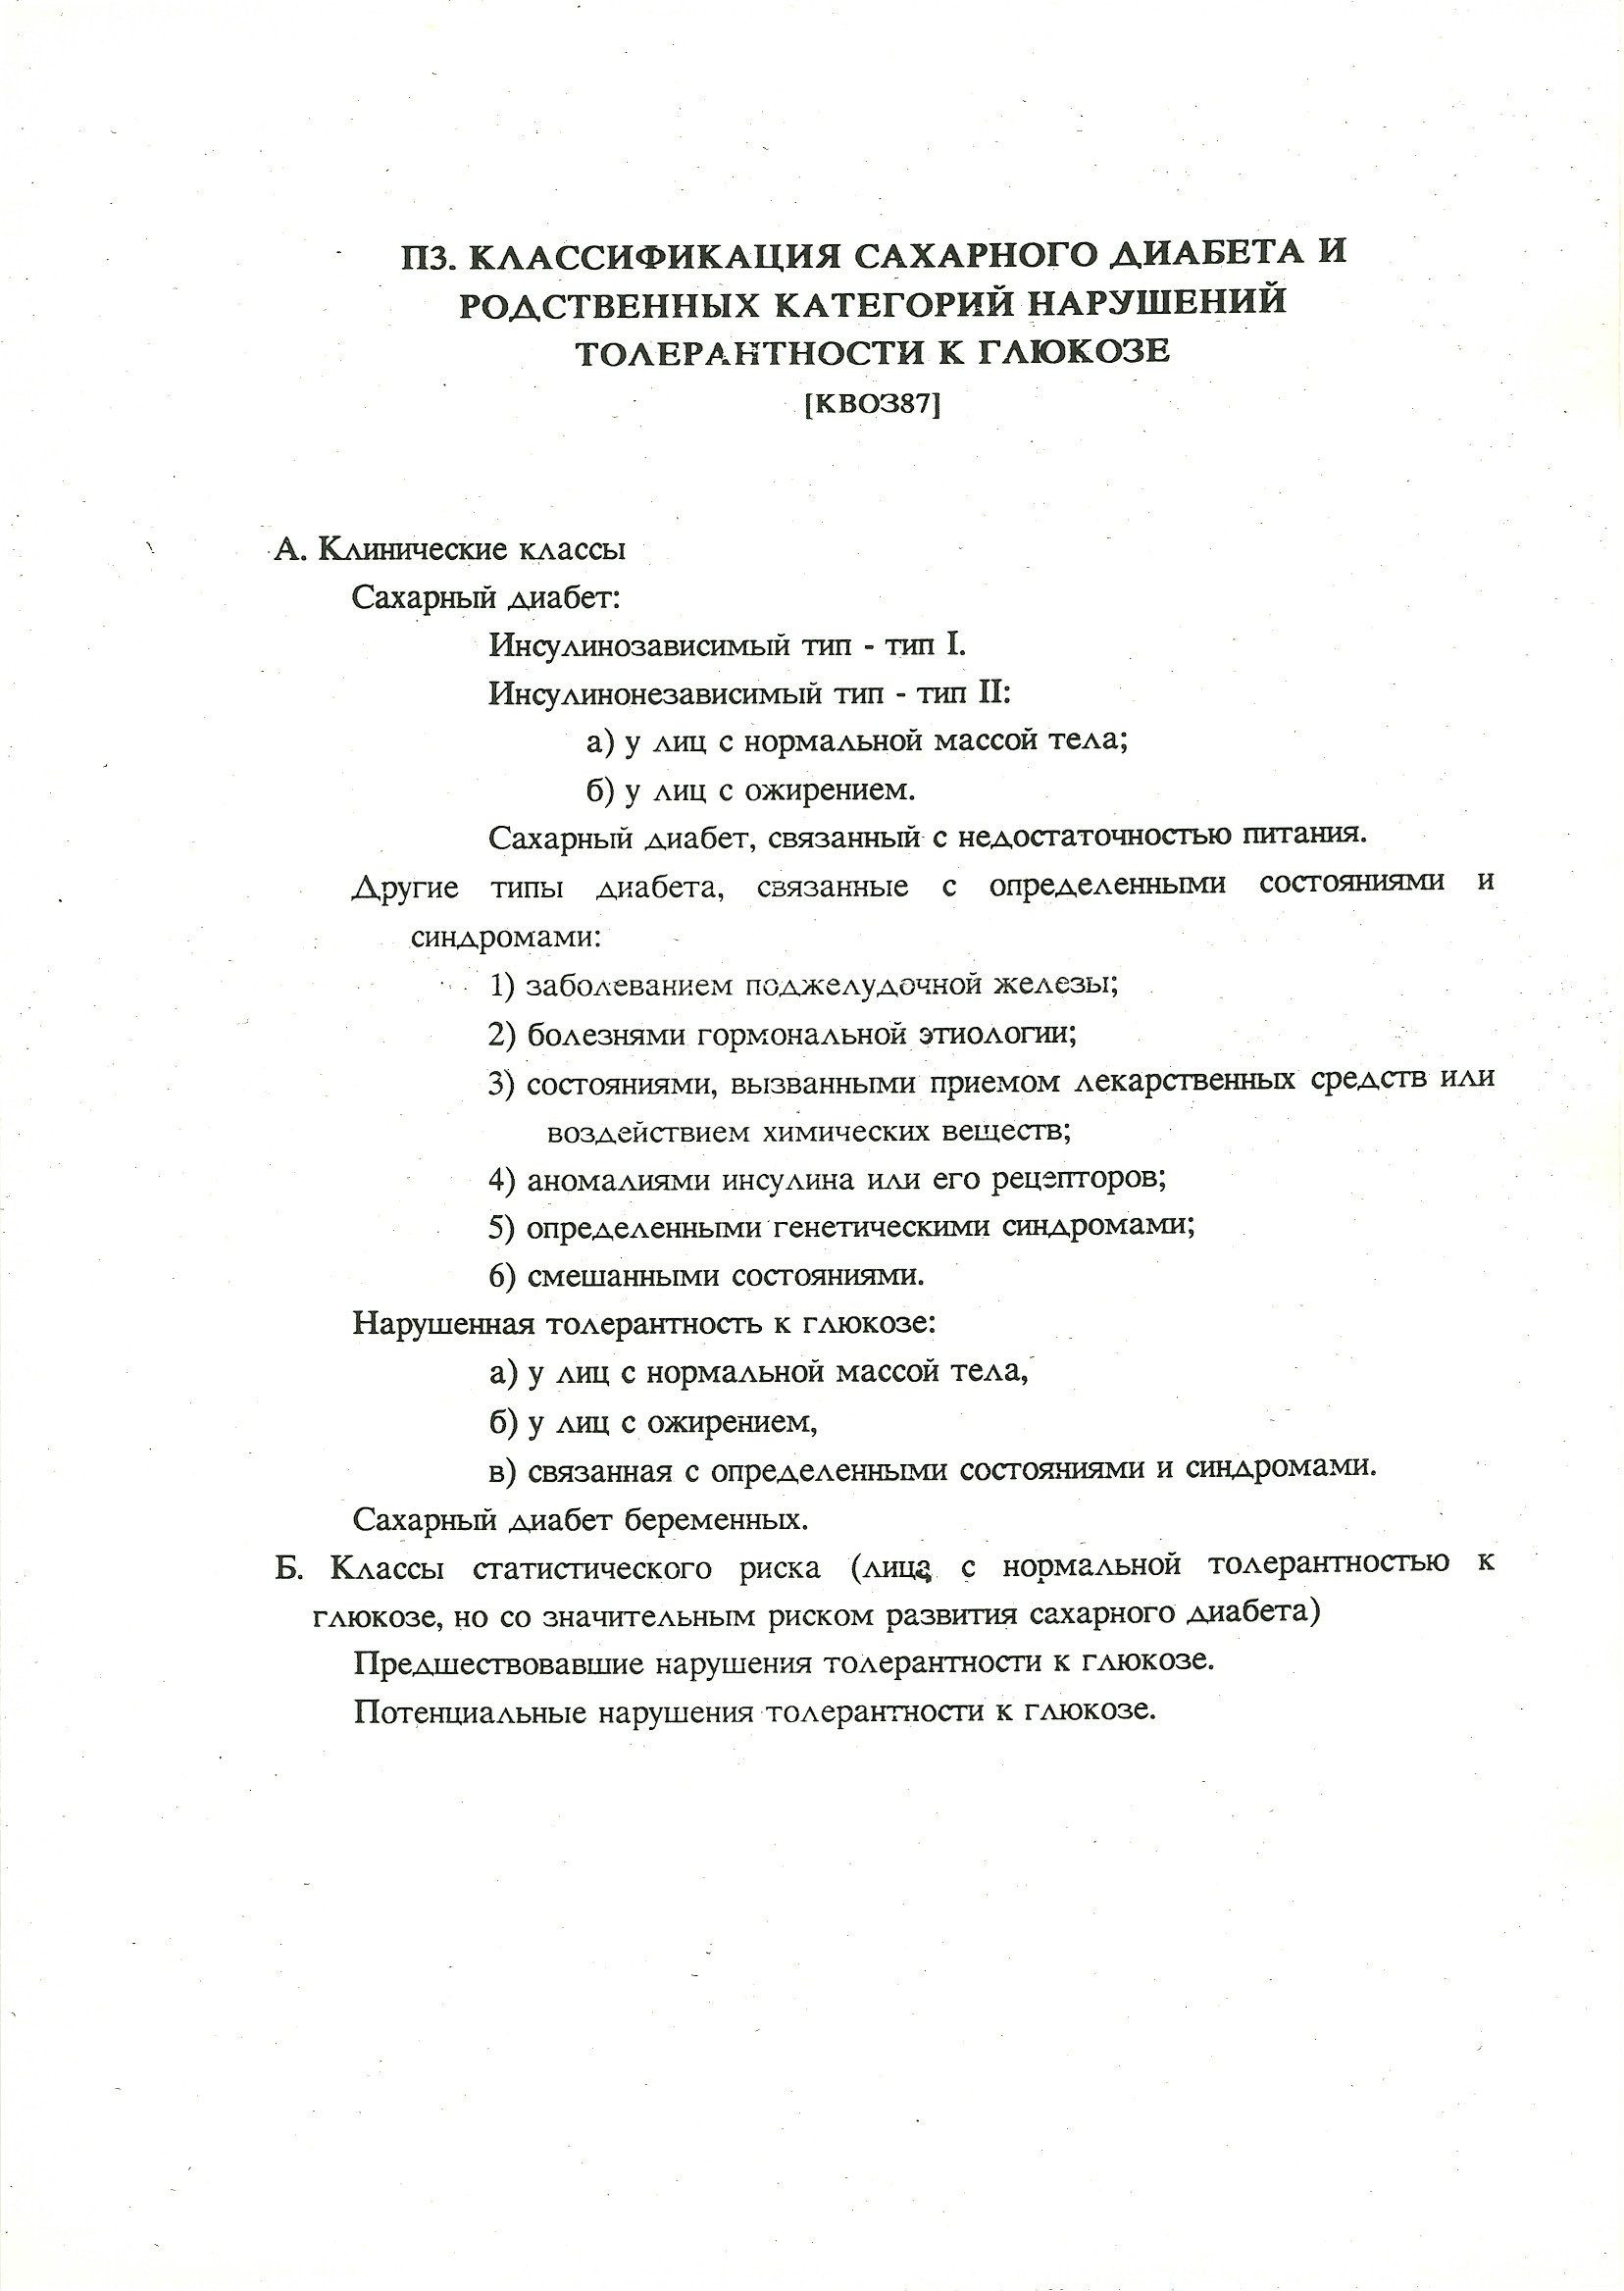 П3. КЛАССИФИКАЦИЯ САХАРНОГО ДИАБЕТА И
РОДСТВЕННЫХ КАТЕГОРИЙ НАРУШЕНИЙ
ТОЛЕРАНТНОСТИ К ГЛЮКОЗЕ
[КВОЗ87]
А. Клинические классы
Сахарный диабет:
Инсулинозависимый тип - тип I.
Инсулинонезависимый тип - тип II:
а) у лиц с нормальной массой тела;
б) у лиц с ожирением.
Сахарный диабет, связанный с недостаточностью питания.
Другие типы диабета, связанные с определенными состояниями и
синдромами:
1) заболеванием поджелудочной железы;
2) болезнями гормональной этиологии;
3) состояниями, вызванными приемом лекарственных средств или
воздействием химических веществ;
4) аномалиями инсулина или его рецепторов;
5) определенными генетическими синдромами;
6) смешанными состояниями.
Нарушенная толерантность к глюкозе:
а) у лиц с нормальной массой тела,
б) у лиц с ожирением,
в) связанная с определенными состояниями и синдромами.
Сахарный диабет беременных.
Б. Классы статистического риска (лица с нормальной толерантностью к
глюкозе, но со значительным риском развития сахарного диабета)
Предшествовавшие нарушения толерантности к глюкозе.
Потенциальные нарушения толерантности к глюкозе.